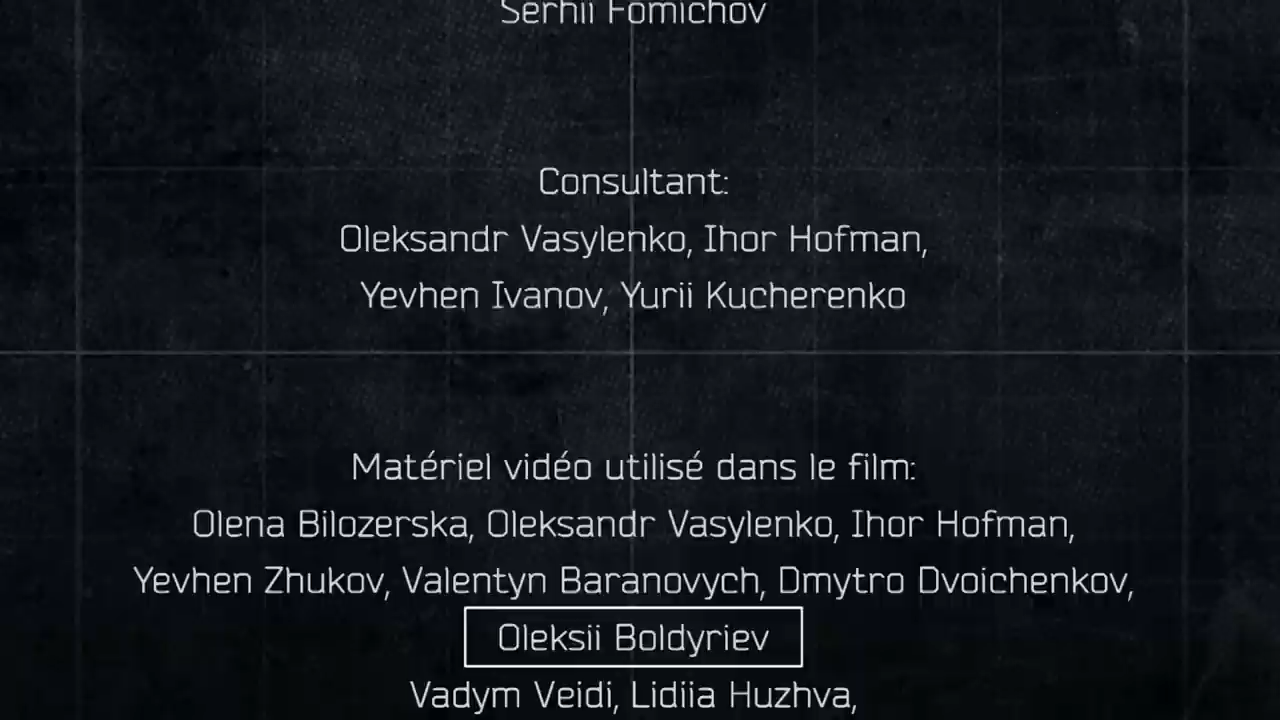 Serhii Fomichov
Consultant:
Oleksandr Vasylenko, Ihor Hofman,
Yevhen Ivanov, Yurii Kucherenko
Matériel vidéo utilisé dans le film:
Olena Bilozerska, Oleksandr Vasylenko, Ihor Hofman,
Yevhen Zhukov, Valentyn Baranovych, Dmytro Dvoichenkov,
Oleksii Boldyriev
Vadym Veidi, Lidiia Huzhva,